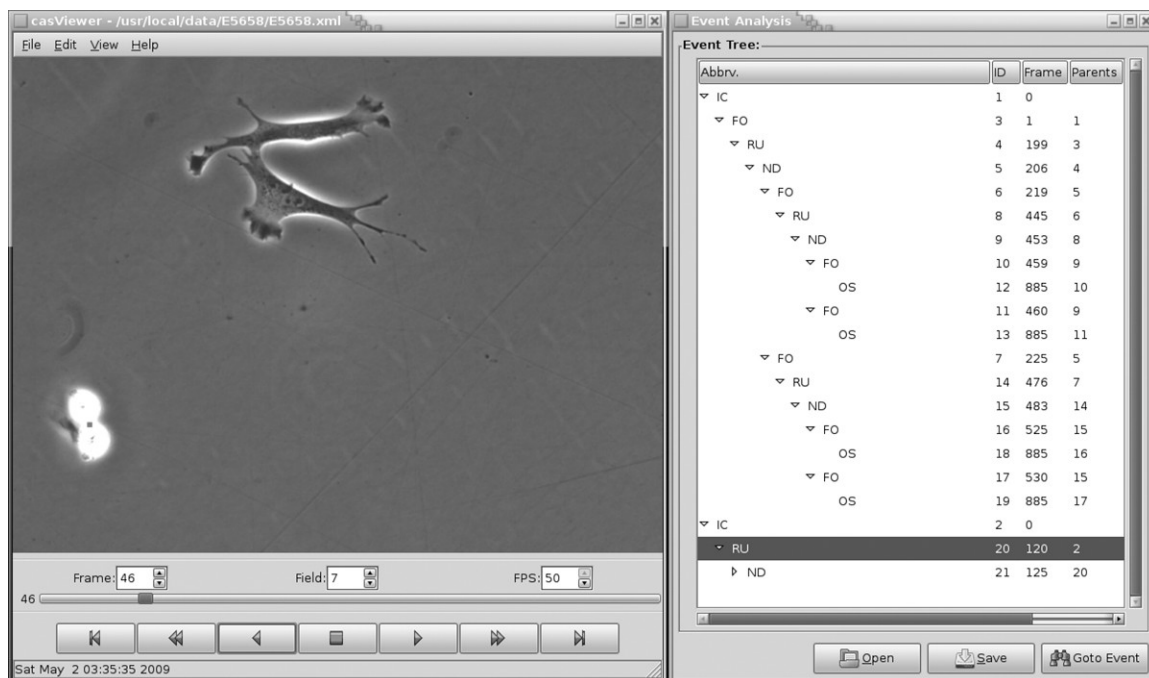 casViewer - /usr/local/data/E5658/E5658.xml
File Edit View Help
Frame: 46 Field: 7 FPS: 50
46
Sat May 2 03:35:35 2009
Event Analysis
Event Tree:
Abbrv. ID Frame Parents
IC 1 0
FO 3 1 1
RU 4 199 3
ND 5 206 4
FO 6 219 5
RU 8 445 6
ND 9 453 8
FO 10 459 9
OS 12 885 10
FO 11 460 9
OS 13 885 11
FO 7 225 5
RU 14 476 7
ND 15 483 14
FO 16 525 15
OS 18 885 16
FO 17 530 15
OS 19 885 17
IC 2 0
RU 20 120 2
ND 21 125 20
Open Save Goto Event